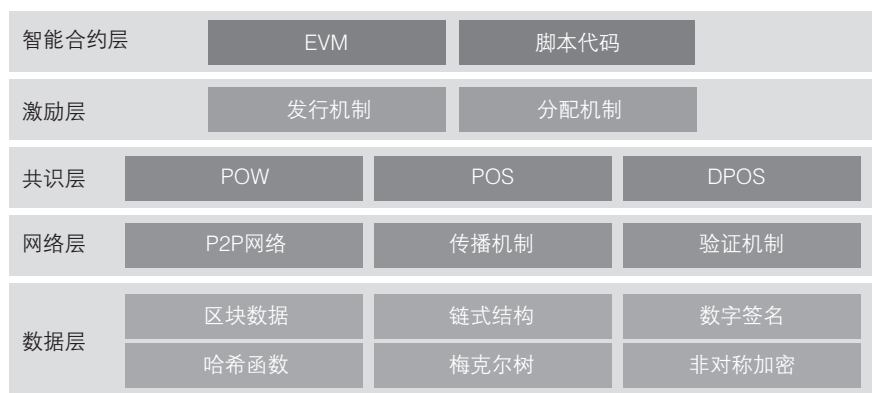 智能合约层 EVM 脚本代码
激励层 发行机制 分配机制
共识层 POW POS DPOS
网络层 P2P网络 传播机制 验证机制
数据层
区块数据 链式结构 数字签名
哈希函数 梅克尔树 非对称加密